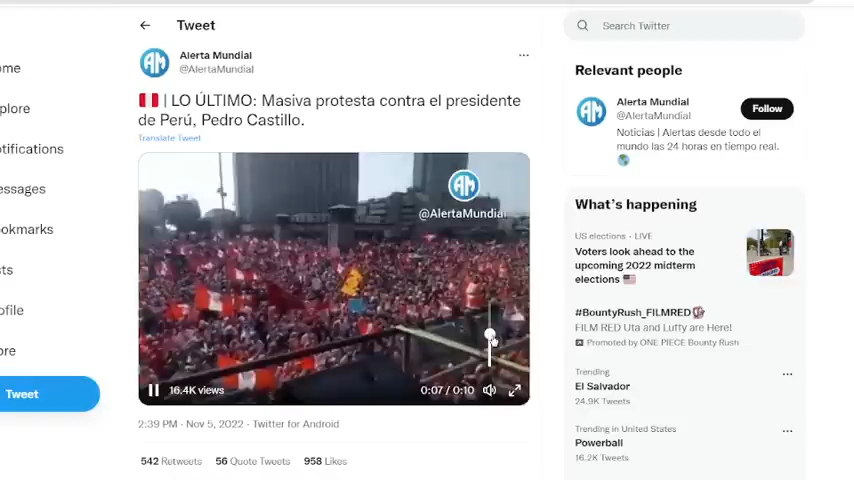 Tweet
Search Twitter
Alerta Mundial
@AlertaMundial
🇵🇪 | LO ÚLTIMO: Masiva protesta contra el presidente
de Perú, Pedro Castillo.
Translate Tweet
AM
@AlertaMundial
16.4K views
0:07 / 0:10
2:39 PM · Nov 5, 2022 · Twitter for Android
542 Retweets 56 Quote Tweets 958 Likes
ome
plore
otifications
essages
ookmarks
sts
ofile
ore
Tweet
Relevant people
Alerta Mundial
@AlertaMundial
Follow
Noticias | Alertas desde todo el
mundo las 24 horas en tiempo real.
What's happening
US elections · LIVE
Voters look ahead to the
upcoming 2022 midterm
elections
#BountyRush_FILMRED
FILM RED Uta and Luffy are Here!
Promoted by ONE PIECE Bounty Rush
Trending
El Salvador
24.9K Tweets
Trending in United States
Powerball
16.2K Tweets